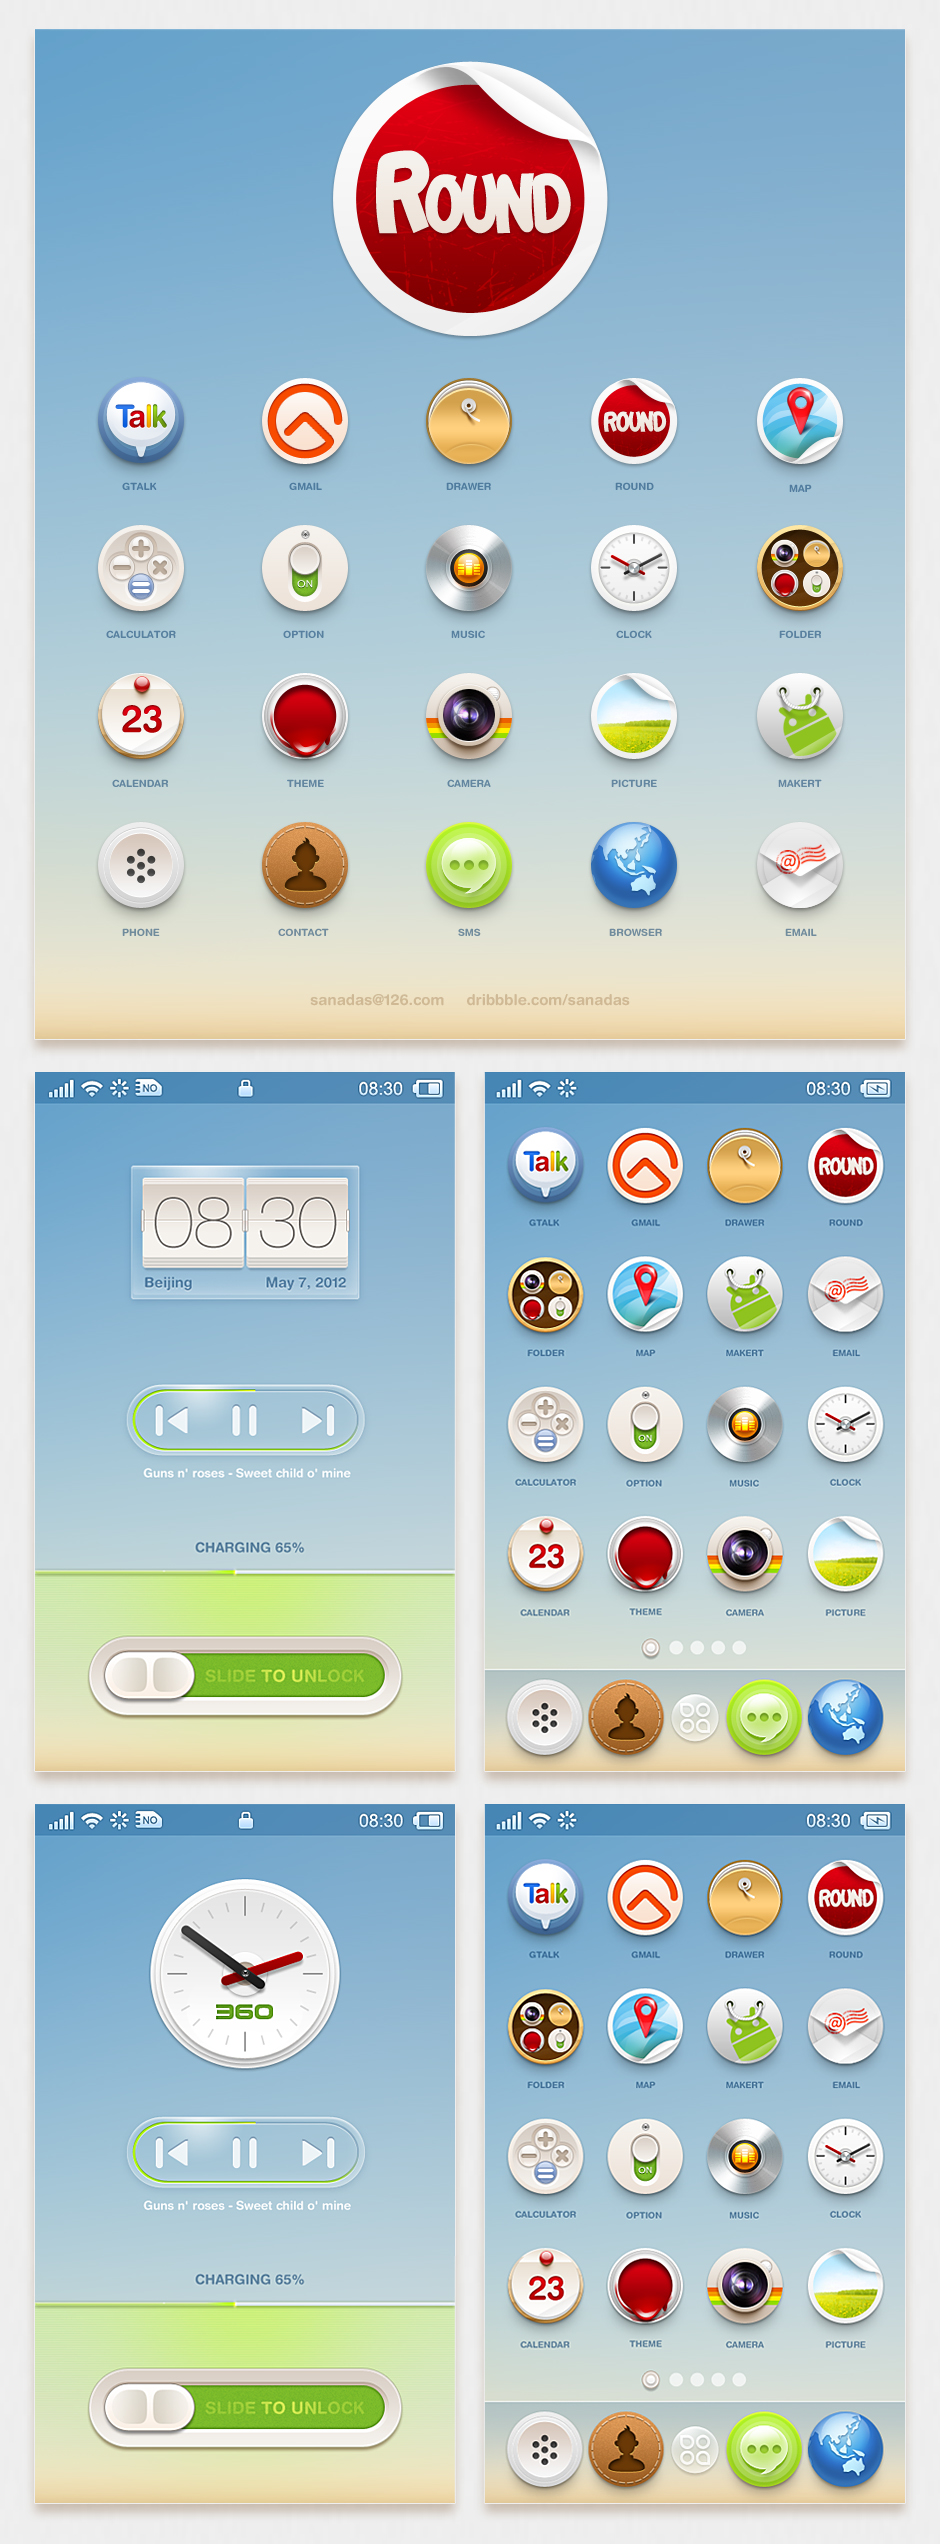 ROUND
Talk
ROUND
GTALK GMAIL DRAWER ROUND MAP
ON
CALCULATOR OPTION MUSIC CLOCK FOLDER
23
CALENDAR THEME CAMERA PICTURE MAKERT
@
PHONE CONTACT SMS BROWSER EMAIL
sanadas@126.com dribbble.com/sanadas
NO 08:30
08 30
Beijing May 7, 2012
Guns n' roses - Sweet child o' mine
CHARGING 65%
SLIDE TO UNLOCK
08:30
Talk ROUND
GTALK GMAIL DRAWER ROUND
@
FOLDER MAP MAKERT EMAIL
ON
CALCULATOR OPTION MUSIC CLOCK
23
CALENDAR THEME CAMERA PICTURE
NO 08:30
360
Guns n' roses - Sweet child o' mine
CHARGING 65%
SLIDE TO UNLOCK
08:30
Talk ROUND
GTALK GMAIL DRAWER ROUND
@
FOLDER MAP MAKERT EMAIL
ON
CALCULATOR OPTION MUSIC CLOCK
23
CALENDAR THEME CAMERA PICTURE